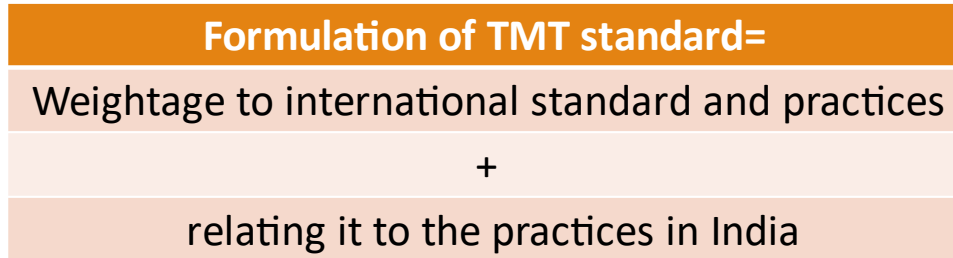 Formulation of TMT standard=
Weightage to international standard and practices
+
relating it to the practices in India